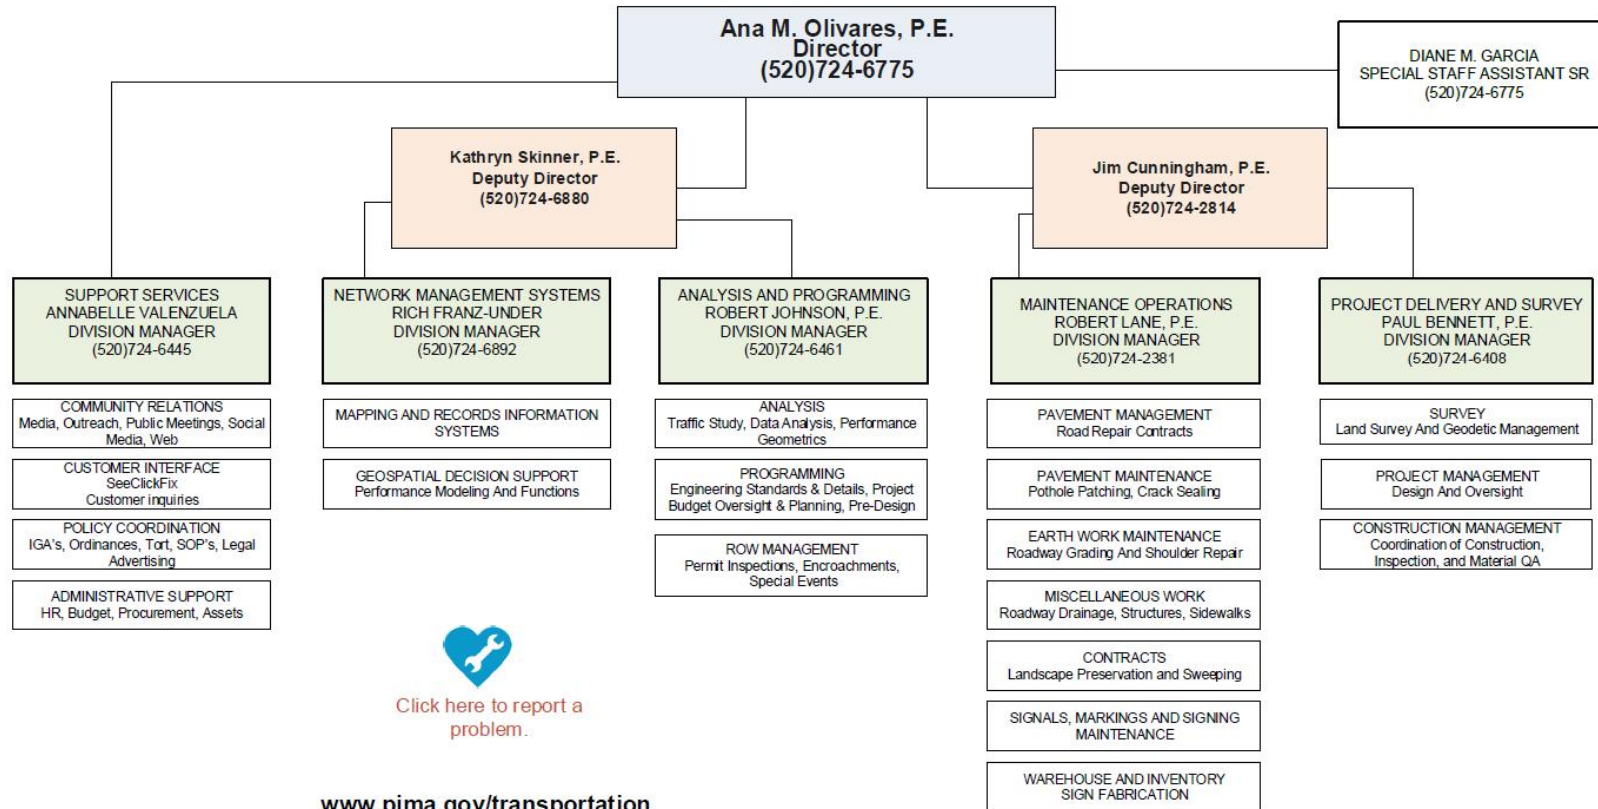 Ana M. Olivares, P.E.
Director
(520)724-6775
DIANE M. GARCIA
SPECIAL STAFF ASSISTANT SR
(520)724-6775
Kathryn Skinner, P.E.
Deputy Director
(520)724-6880
Jim Cunningham, P.E.
Deputy Director
(520)724-2814
SUPPORT SERVICES
ANNABELLE VALENZUELA
DIVISION MANAGER
(520)724-6445
COMMUNITY RELATIONS
Media, Outreach, Public Meetings, Social
Media, Web
CUSTOMER INTERFACE
SeeClickFix
Customer inquiries
POLICY COORDINATION
IGA's, Ordinances, Tort, SOP's, Legal
Advertising
ADMINISTRATIVE SUPPORT
HR, Budget, Procurement, Assets
NETWORK MANAGEMENT SYSTEMS
RICH FRANZ-UNDER
DIVISION MANAGER
(520)724-6892
MAPPING AND RECORDS INFORMATION
SYSTEMS
GEOSPATIAL DECISION SUPPORT
Performance Modeling And Functions
ANALYSIS AND PROGRAMMING
ROBERT JOHNSON, P.E.
DIVISION MANAGER
(520)724-6461
ANALYSIS
Traffic Study, Data Analysis, Performance
Geometrics
PROGRAMMING
Engineering Standards & Details, Project
Budget Oversight & Planning, Pre-Design
ROW MANAGEMENT
Permit Inspections, Encroachments,
Special Events
MAINTENANCE OPERATIONS
ROBERT LANE, P.E.
DIVISION MANAGER
(520)724-2381
PAVEMENT MANAGEMENT
Road Repair Contracts
PAVEMENT MAINTENANCE
Pothole Patching, Crack Sealing
EARTH WORK MAINTENANCE
Roadway Grading And Shoulder Repair
MISCELLANEOUS WORK
Roadway Drainage, Structures, Sidewalks
CONTRACTS
Landscape Preservation and Sweeping
SIGNALS, MARKINGS AND SIGNING
MAINTENANCE
WAREHOUSE AND INVENTORY
SIGN FABRICATION
PROJECT DELIVERY AND SURVEY
PAUL BENNETT, P.E.
DIVISION MANAGER
(520)724-6408
SURVEY
Land Survey And Geodetic Management
PROJECT MANAGEMENT
Design And Oversight
CONSTRUCTION MANAGEMENT
Coordination of Construction,
Inspection, and Material QA
Click here to report a
problem.
www.pima.gov/transportation